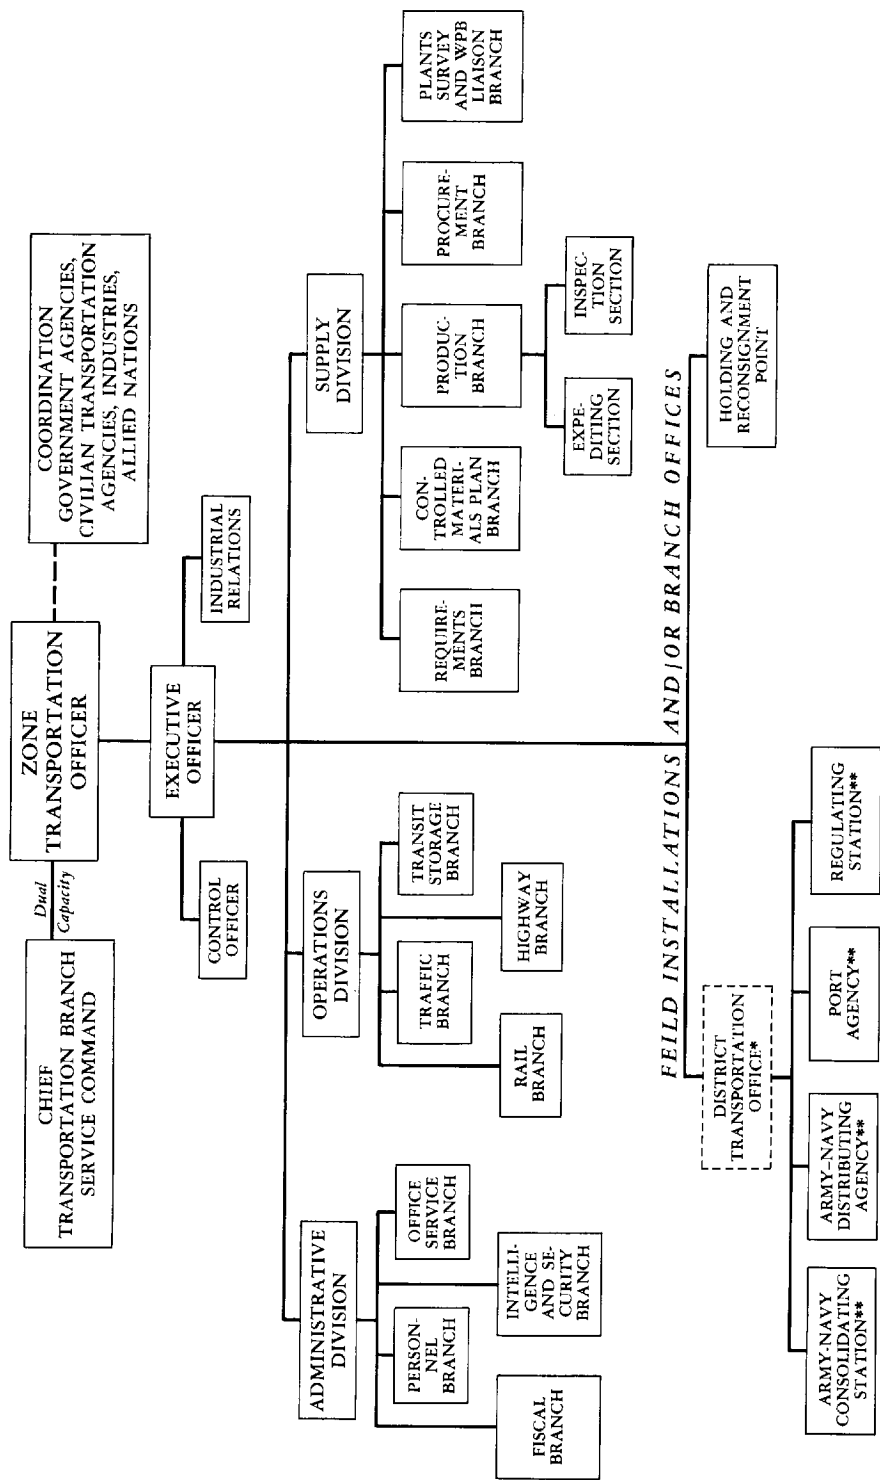 CHIEF
TRANSPORTATION BRANCH
SERVICE COMMAND
Dual
Capacity
ZONE
TRANSPORTATION
OFFICER
COORDINATION
GOVERNMENT AGENCIES,
CIVILIAN TRANSPORTATION
AGENCIES, INDUSTRIES,
ALLIED NATIONS
CONTROL
OFFICER
EXECUTIVE
OFFICER
INDUSTRIAL
RELATIONS
ADMINISTRATIVE
DIVISION
OPERATIONS
DIVISION
SUPPLY
DIVISION
PERSON-
NEL
BRANCH
OFFICE
SERVICE
BRANCH
FISCAL
BRANCH
INTELLI-
GENCE
AND SE-
CURITY
BRANCH
TRAFFIC
BRANCH
TRANSIT
STORAGE
BRANCH
RAIL
BRANCH
HIGHWAY
BRANCH
REQUIRE-
MENTS
BRANCH
CON-
TROLLED
MATERI-
ALS PLAN
BRANCH
PRODUC-
TION
BRANCH
PROCURE-
MENT
BRANCH
PLANTS
SURVEY
AND WPB
LIAISON
BRANCH
EXPE-
DITING
SECTION
INSPEC-
TION
SECTION
FEILD INSTALLATIONS AND/OR BRANCH OFFICES
DISTRICT
TRANSPORTATION
OFFICE*
HOLDING AND
RECONSIGNMENT
POINT
ARMY-NAVY
CONSOLIDATING
STATION**
ARMY-NAVY
DISTRIBUTING
AGENCY**
PORT
AGENCY**
REGULATING
STATION**